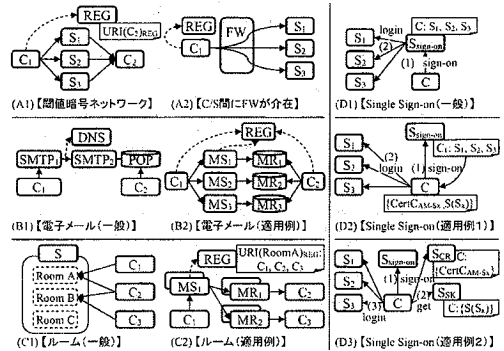 REG
URI(C₂)REG
S₁
C₁
S₂
C₂
S₃
(A1)【閾値暗号ネットワーク】
REG
C₁
FW
S₁
S₂
S₃
(A2)【C/S間にFWが介在】
login
(2)
S₁
S₂
S₃
Ssign-on
C: S₁, S₂, S₃
(1) sign-on
C
(D1)【Single Sign-on(一般)】
DNS
SMTP₁
SMTP₂
POP
C₁
C₂
(B1)【電子メール(一般)】
REG
MS₁
MR₁
C₁
MS₂
MR₂
C₂
MS₃
MR₃
(B2)【電子メール(適用例)】
Ssign-on
C: S₁, S₂, S₃
S₁
(2)
login
S₂
(1) sign-on
S₃
C
{CertCAM-Sx, S(Sx)}
(D2)【Single Sign-on(適用例1)】
S
Room A
Room B
Room C
C₁
C₂
C₃
(C1)【ルーム(一般)】
REG
URI(RoomA)REG:
C₁, C₂, C₃
MS₁
MR₁
C₂
C₁
MR₂
C₃
(C2)【ルーム(適用例)】
Ssign-on
SCR
C:
{CertCAM-Sx}
(1) sign-on
S₁
S₂
C
(2)
get
SSK
S₃
(3)
login
C: {S(Sx)}
(D3)【Single Sign-on(適用例2)】